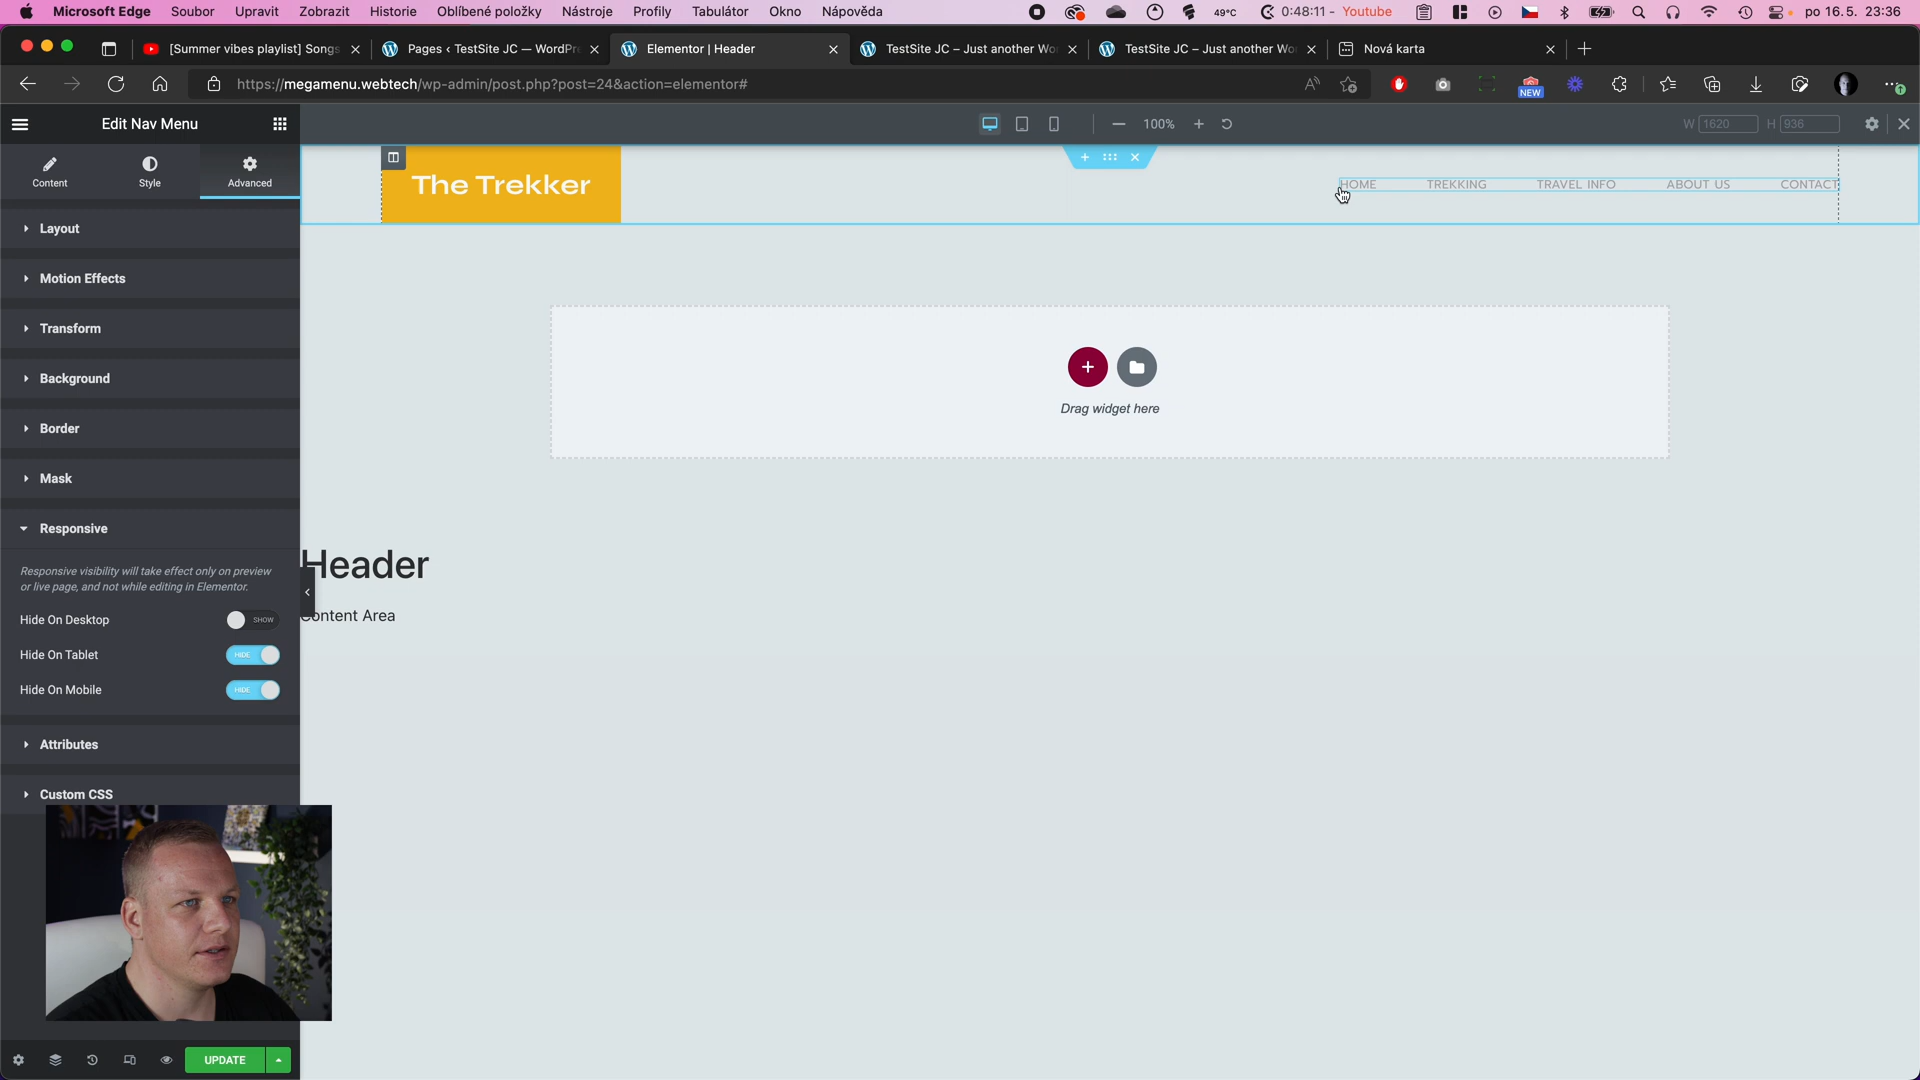 Microsoft Edge Soubor Upravit Zobrazit Historie Oblíbené položky Nástroje Profily Tabulátor Okno Nápověda 49°C 0:48:11 - Youtube po 16.5. 23:36
[Summer vibes playlist] Songs Pages ‹ TestSite JC — WordPr Elementor | Header TestSite JC – Just another Wo TestSite JC – Just another Wo Nová karta
https://megamenu.webtech/wp-admin/post.php?post=24&action=elementor# NEW
Edit Nav Menu 100% W 1620 H 936
Content Style Advanced
The Trekker HOME TREKKING TRAVEL INFO ABOUT US CONTACT
Layout
Motion Effects
Transform
Background
Border
Mask
Responsive
Responsive visibility will take effect only on preview
or live page, and not while editing in Elementor.
Hide On Desktop SHOW
Hide On Tablet HIDE
Hide On Mobile HIDE
Attributes
Custom CSS
UPDATE
Drag widget here
Header
Content Area